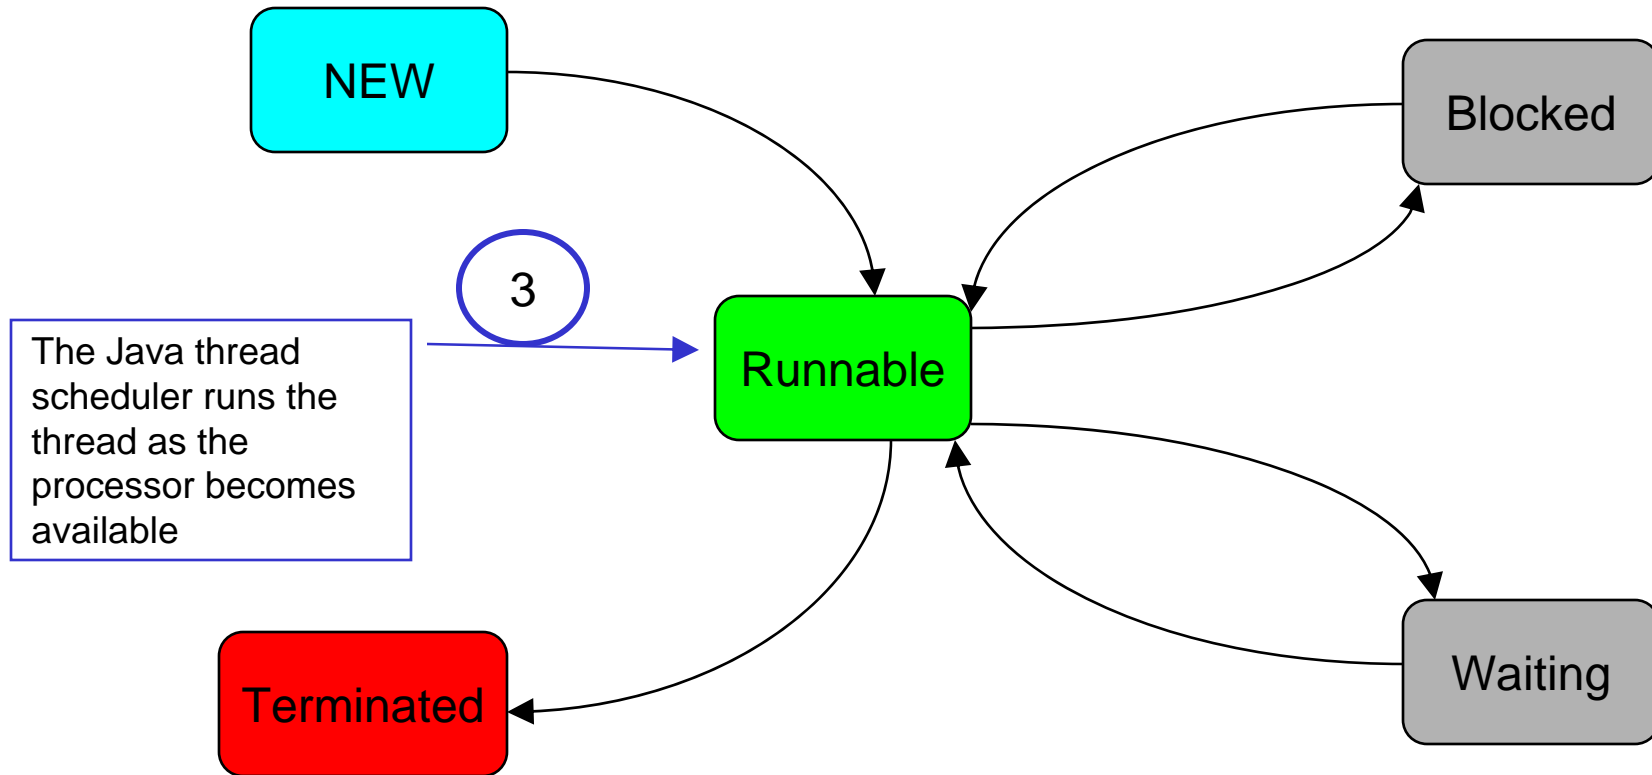 NEW
Blocked
3
The Java thread
scheduler runs the
thread as the
processor becomes
available
Runnable
Terminated
Waiting